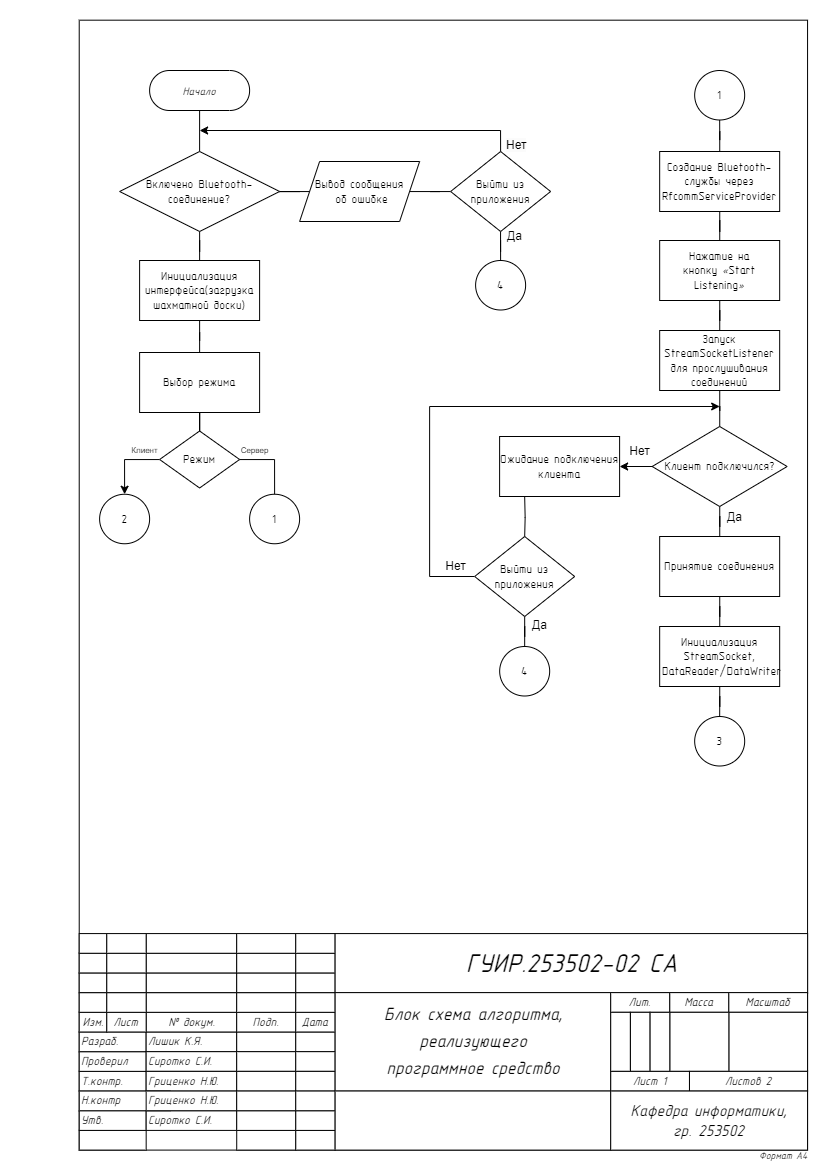 Начало
Включено Bluetooth-
соединение?
Вывод сообщения
об ошибке
Нет
Выйти из
приложения
Да
4
Инициализация
интерфейса(загрузка
шахматной доски)
Выбор режима
Клиент
Режим
Сервер
2
1
1
Создание Bluetooth-
службы через
RfcommServiceProvider
Нажатие на
кнопку «Start
Listening»
Запуск
StreamSocketListener
для прослушивания
соединений
Клиент подключился?
Нет
Ожидание подключения
клиента
Да
Выйти из
приложения
Нет
Да
4
Принятие соединения
Инициализация
StreamSocket,
DataReader/DataWriter
3
ГУИР.253502-02 СА
Изм. Лист № докум. Подп. Дата
Разраб. Лишик К.Я.
Проверил Сиротко С.И.
Т.контр. Гриценко Н.Ю.
Н.контр Гриценко Н.Ю.
Утв. Сиротко С.И.
Блок схема алгоритма,
реализующего
программное средство
Лит. Масса Масштаб
Лист 1 Листов 2
Кафедра информатики,
гр. 253502
Формат А4